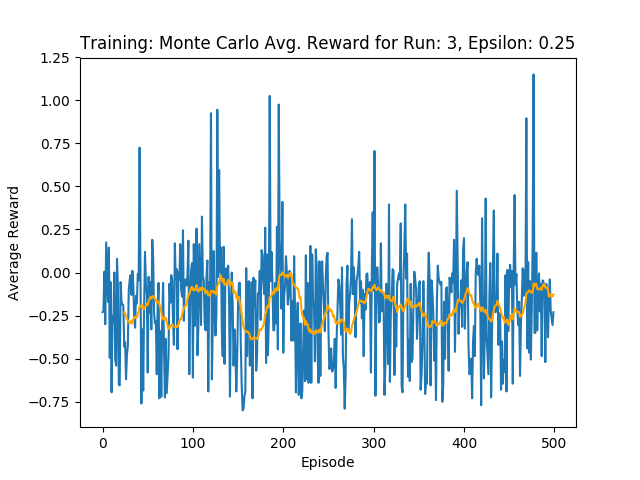 Training: Monte Carlo Avg. Reward for Run: 3, Epsilon: 0.25
1.25
1.00
0.75
0.50
0.25
0.00
−0.25
−0.50
−0.75
Average Reward
0 100 200 300 400 500
Episode